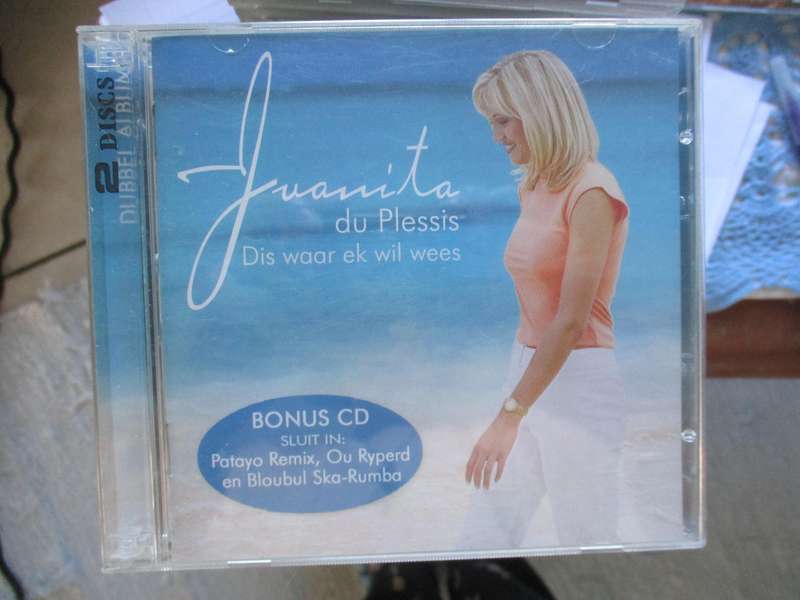 Juanita
du Plessis
Dis waar ek wil wees
BONUS CD
SLUIT IN:
Patayo Remix, Ou Ryperd
en Bloubul Ska-Rumba
2 DISCS
DUBBEL ALBUM